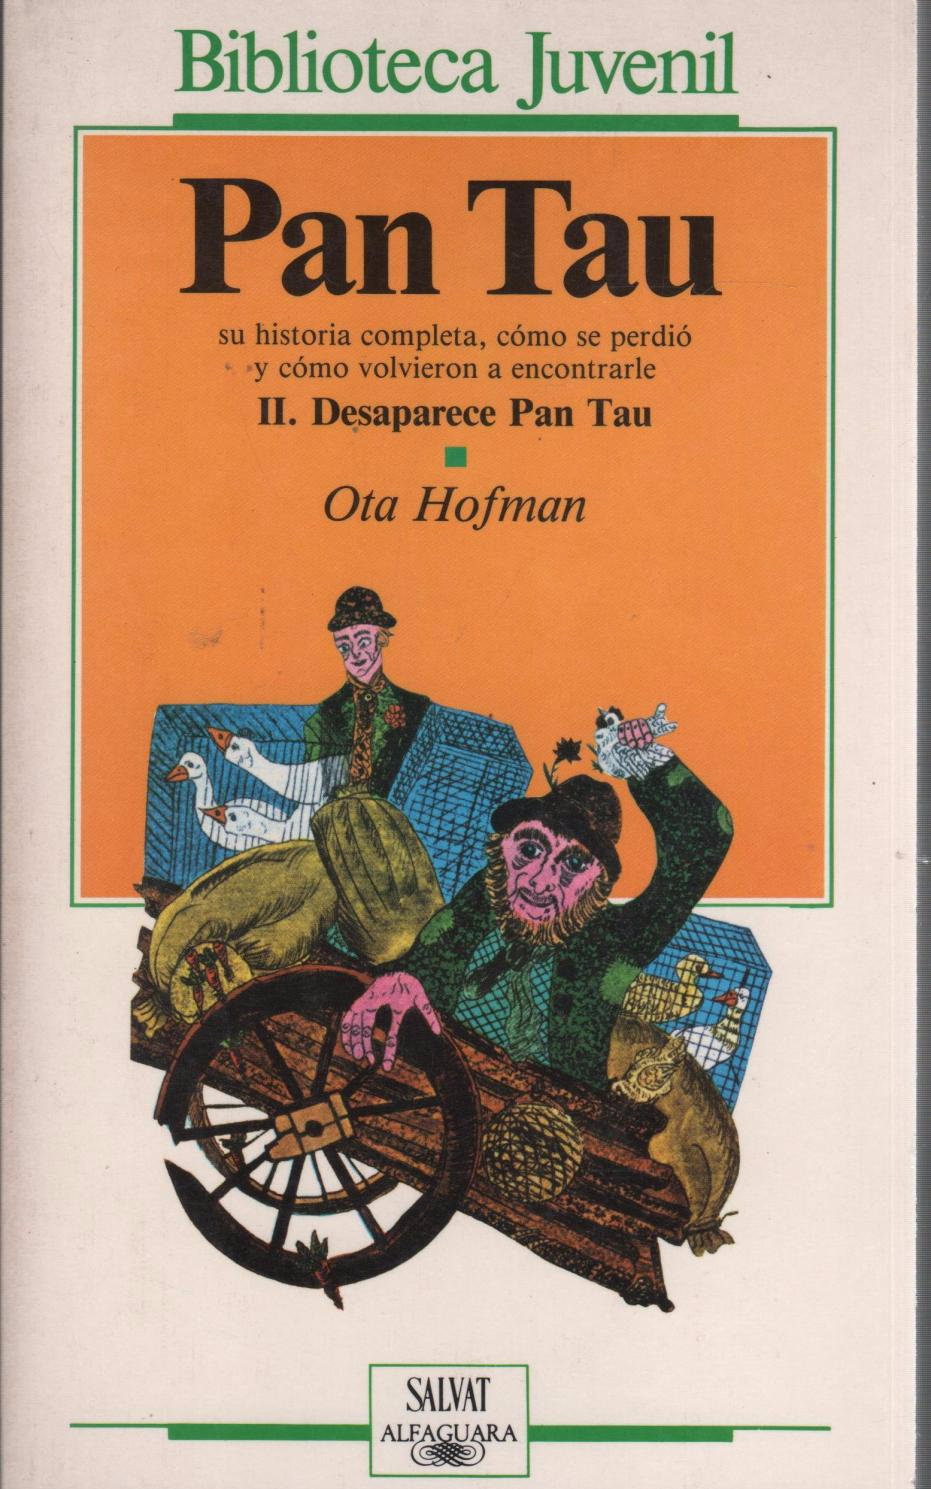 Biblioteca Juvenil
Pan Tau
su historia completa, cómo se perdió
y cómo volvieron a encontrarle
II. Desaparece Pan Tau
Ota Hofman
SALVAT
ALFAGUARA